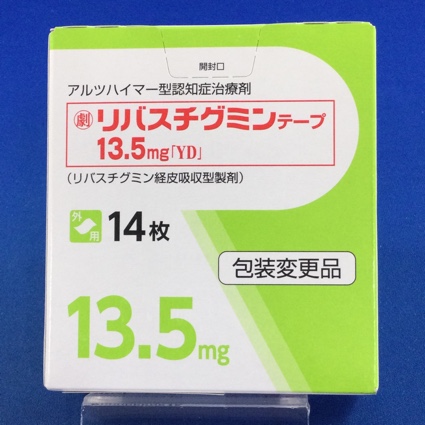 開封口
アルツハイマー型認知症治療剤
劇 リバスチグミンテープ
13.5mg「YD」
(リバスチグミン経皮吸収型製剤)
外用 14枚
包装変更品
13.5mg